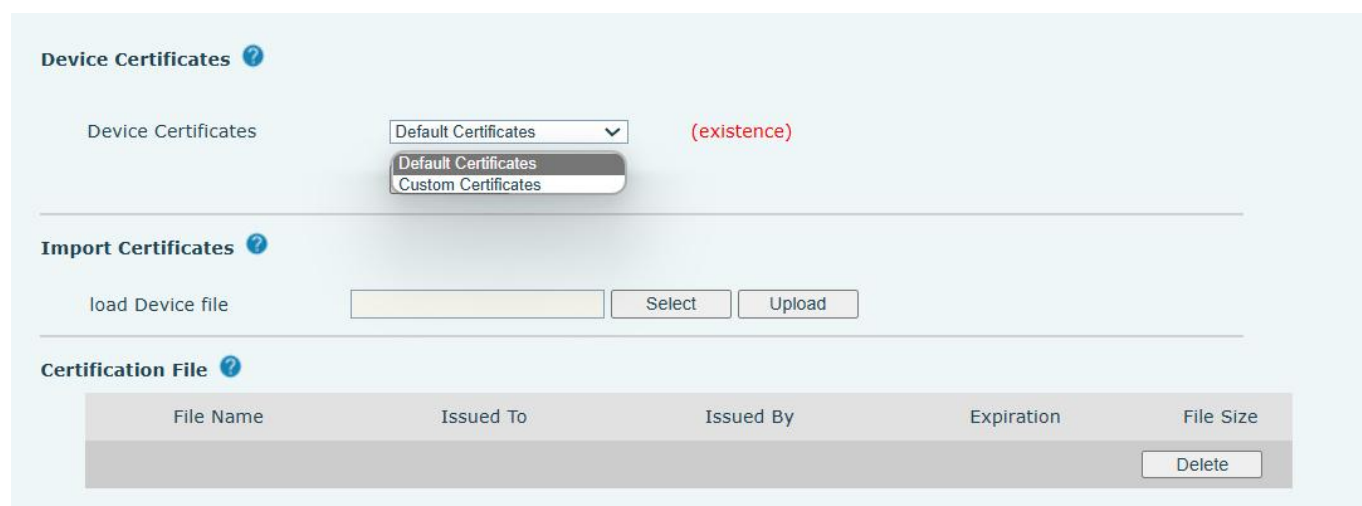 Device Certificates
Device Certificates Default Certificates (existence)
Default Certificates
Custom Certificates
Import Certificates
load Device file Select Upload
Certification File
File Name Issued To Issued By Expiration File Size
Delete